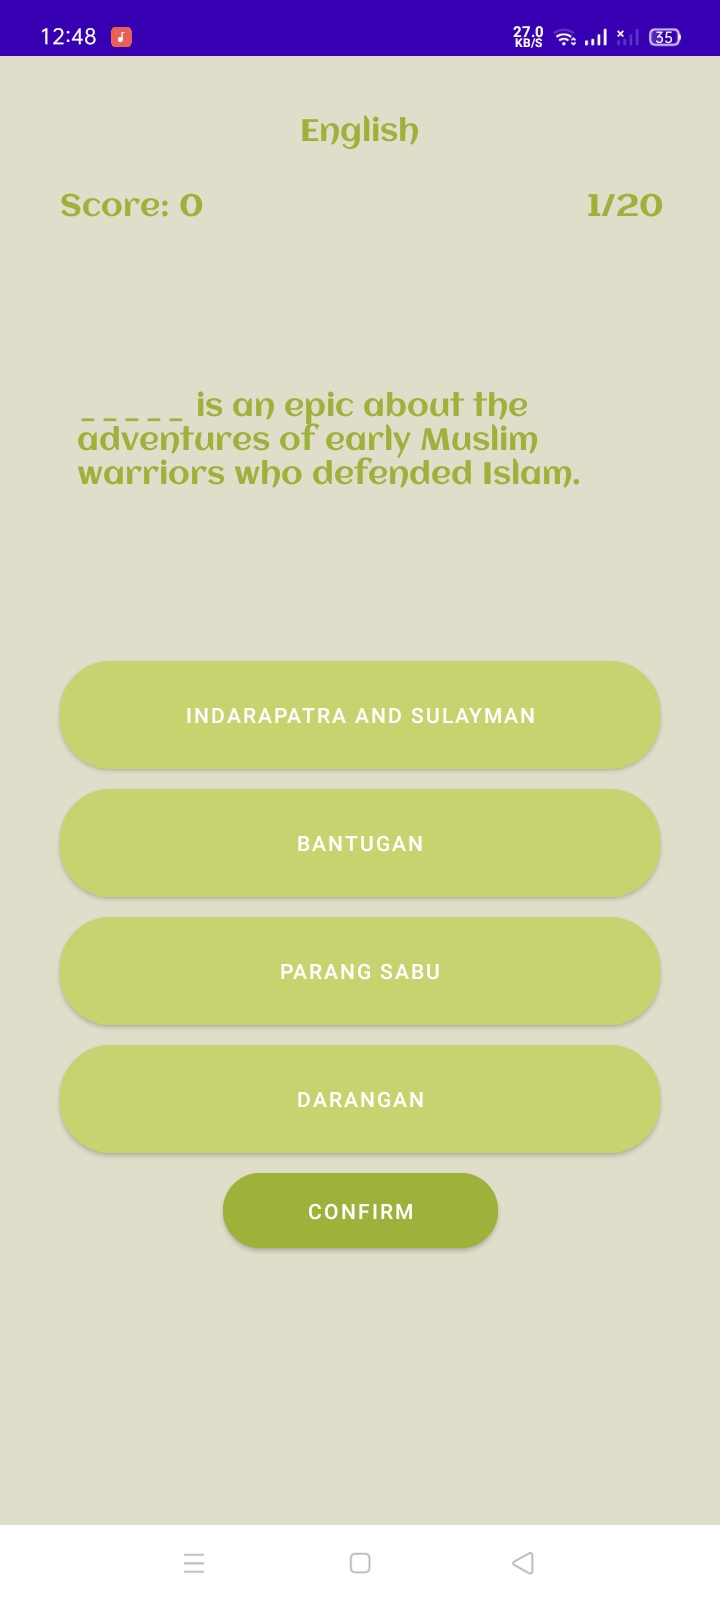 12:48
27.0
KB/S
35
English
Score: 0
1/20
_ _ _ _ _ is an epic about the
adventures of early Muslim
warriors who defended Islam.
INDARAPATRA AND SULAYMAN
BANTUGAN
PARANG SABU
DARANGAN
CONFIRM